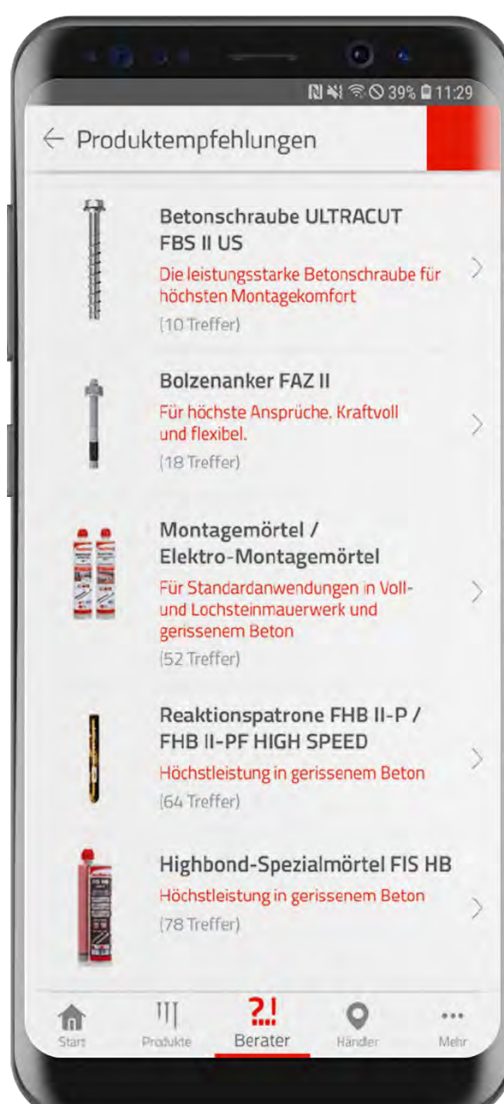 39% 11:29
Produktempfehlungen
Betonschraube ULTRACUT
FBS II US
Die leistungsstarke Betonschraube für
höchsten Montagekomfort
(10 Treffer)
Bolzenanker FAZ II
Für höchste Ansprüche. Kraftvoll
und flexibel.
(18 Treffer)
Montagemörtel /
Elektro-Montagemörtel
Für Standardanwendungen in Voll-
und Lochsteinmauerwerk und
gerissenem Beton
(52 Treffer)
Reaktionspatrone FHB II-P /
FHB II-PF HIGH SPEED
Höchstleistung in gerissenem Beton
(64 Treffer)
Highbond-Spezialmörtel FIS HB
Höchstleistung in gerissenem Beton
(78 Treffer)
?!
Start Produkte Berater Händler Mehr